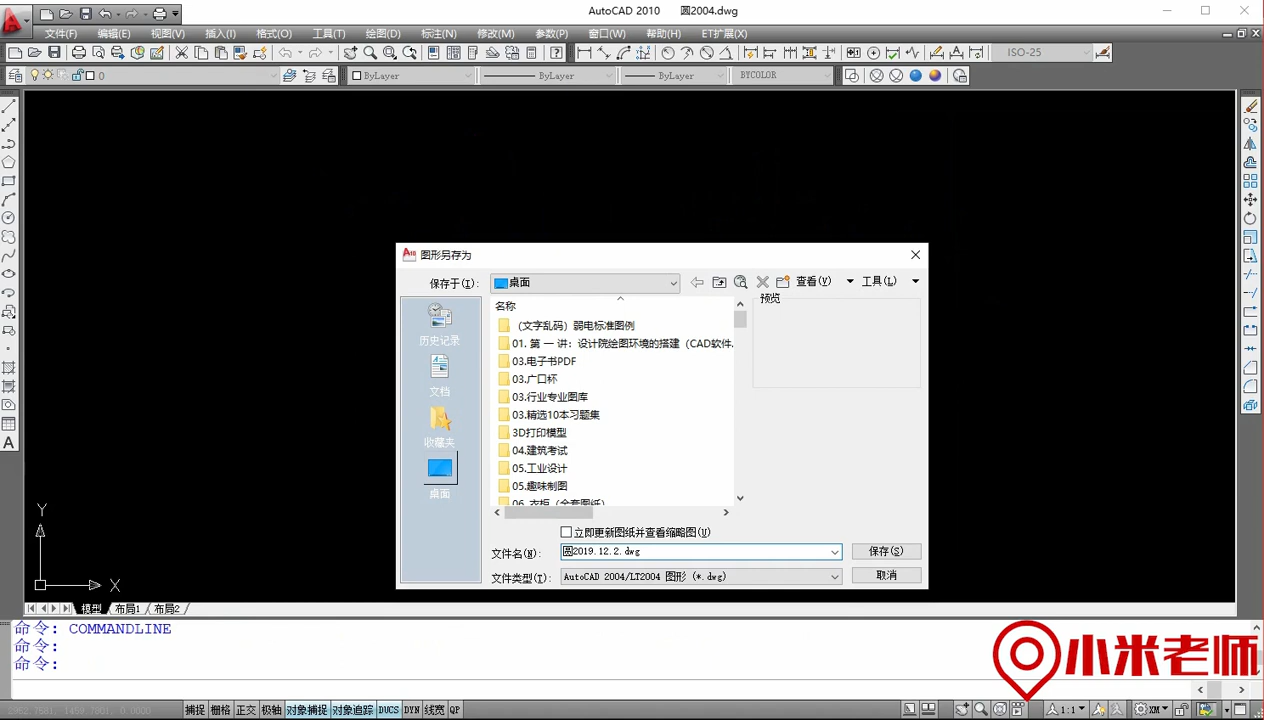 AutoCAD 2010 圆2004.dwg
文件(F) 编辑(E) 视图(V) 插入(I) 格式(O) 工具(T) 绘图(D) 标注(N) 修改(M) 参数(P) 窗口(W) 帮助(H) ET扩展(X)
ISO-25
0 ByLayer ByLayer ByLayer BYCOLOR
图形另存为
保存于(I): 桌面 查看(V) 工具(L)
名称
预览
历史记录
文档
收藏夹
桌面
(文字乱码)弱电标准图例
01. 第 一 讲：设计院绘图环境的搭建（CAD软件.
03.电子书PDF
03.广口杯
03.行业专业图库
03.精选10本习题集
3D打印模型
04.建筑考试
05.工业设计
05.趣味制图
06. 衣柜（全套图纸）
立即更新图纸并查看缩略图(U)
文件名(N): 圆2019.12.2.dwg 保存(S)
文件类型(T): AutoCAD 2004/LT2004 图形 (*.dwg) 取消
Y
X
模型 布局1 布局2
命令: COMMANDLINE
命令:
命令:
小米老师
捕捉 栅格 正交 极轴 对象捕捉 对象追踪 DUCS DYN 线宽 QP 1:1 XM